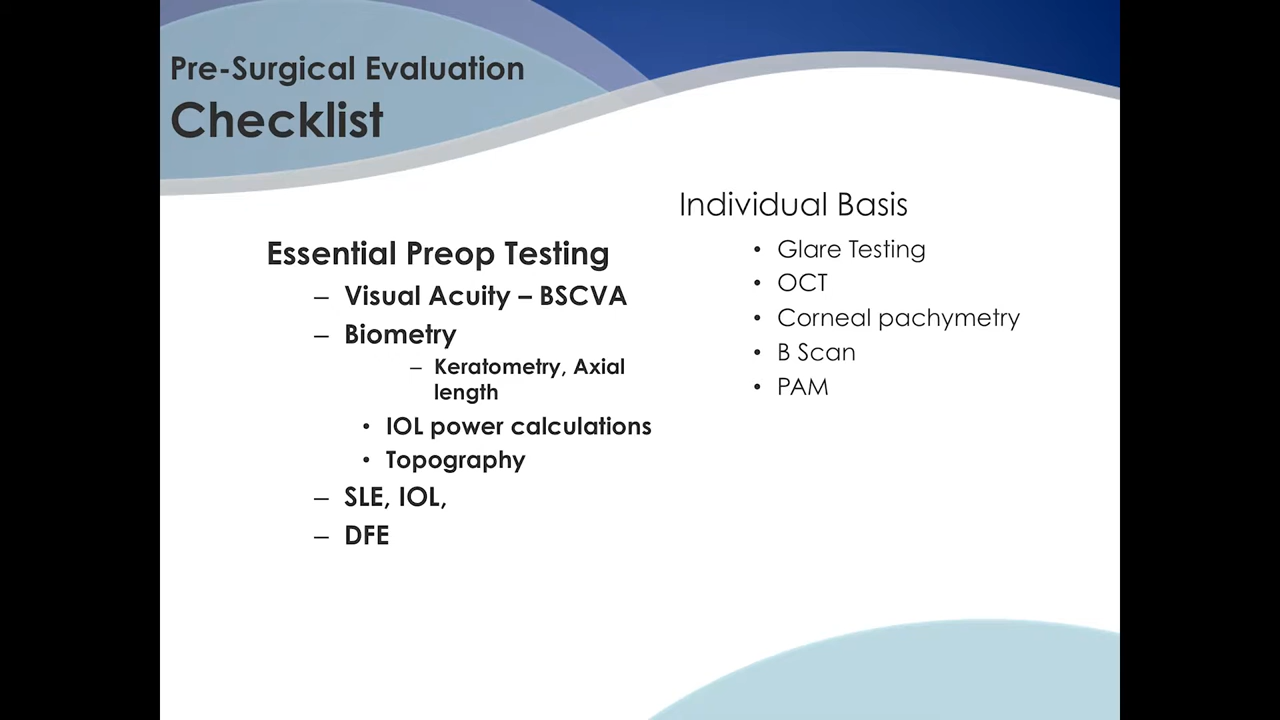 Pre-Surgical Evaluation
Checklist
Essential Preop Testing
– Visual Acuity – BSCVA
– Biometry
– Keratometry, Axial
length
• IOL power calculations
• Topography
– SLE, IOL,
– DFE
Individual Basis
• Glare Testing
• OCT
• Corneal pachymetry
• B Scan
• PAM